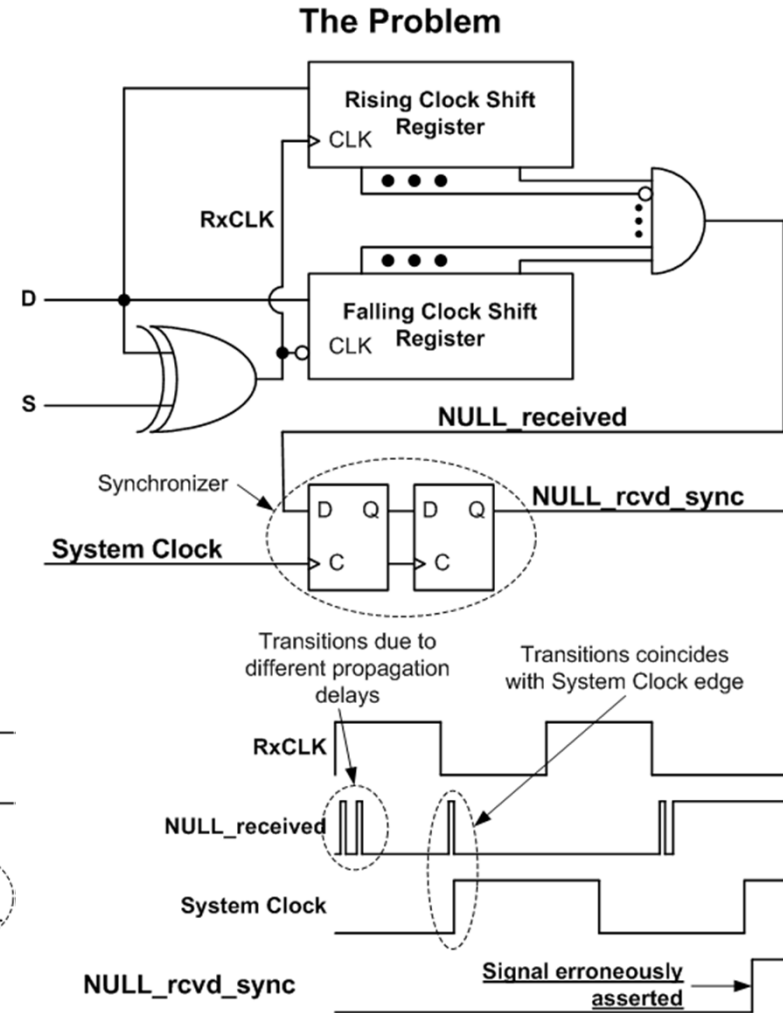 The Problem
Rising Clock Shift
Register
CLK
RxCLK
D
Falling Clock Shift
Register
CLK
S
NULL_received
Synchronizer
D Q D Q
NULL_rcvd_sync
System Clock
C C
Transitions due to
different propagation
delays
Transitions coincides
with System Clock edge
RxCLK
NULL_received
System Clock
Signal erroneously
asserted
NULL_rcvd_sync